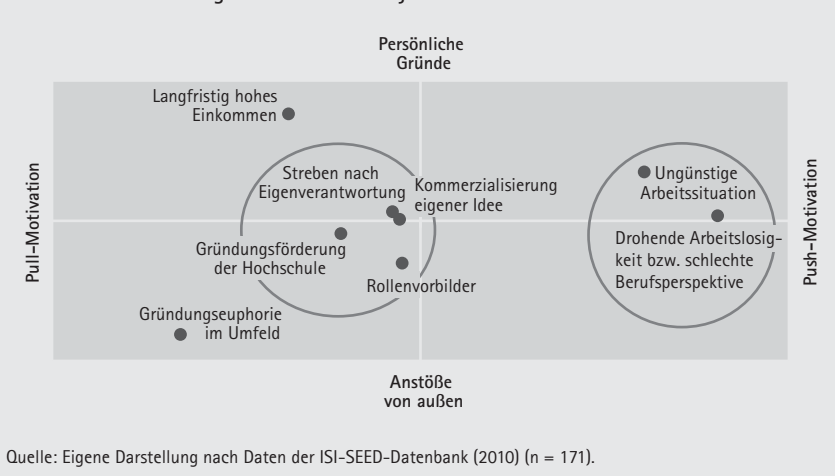 Persönliche
Gründe
Langfristig hohes
Einkommen
Streben nach
Eigenverantwortung
Kommerzialisierung
eigener Idee
Ungünstige
Arbeitssituation
Pull-Motivation
Push-Motivation
Gründungsförderung
der Hochschule
Drohende Arbeitslosig-
keit bzw. schlechte
Berufsperspektive
Rollenvorbilder
Gründungseuphorie
im Umfeld
Anstöße
von außen
Quelle: Eigene Darstellung nach Daten der ISI-SEED-Datenbank (2010) (n = 171).